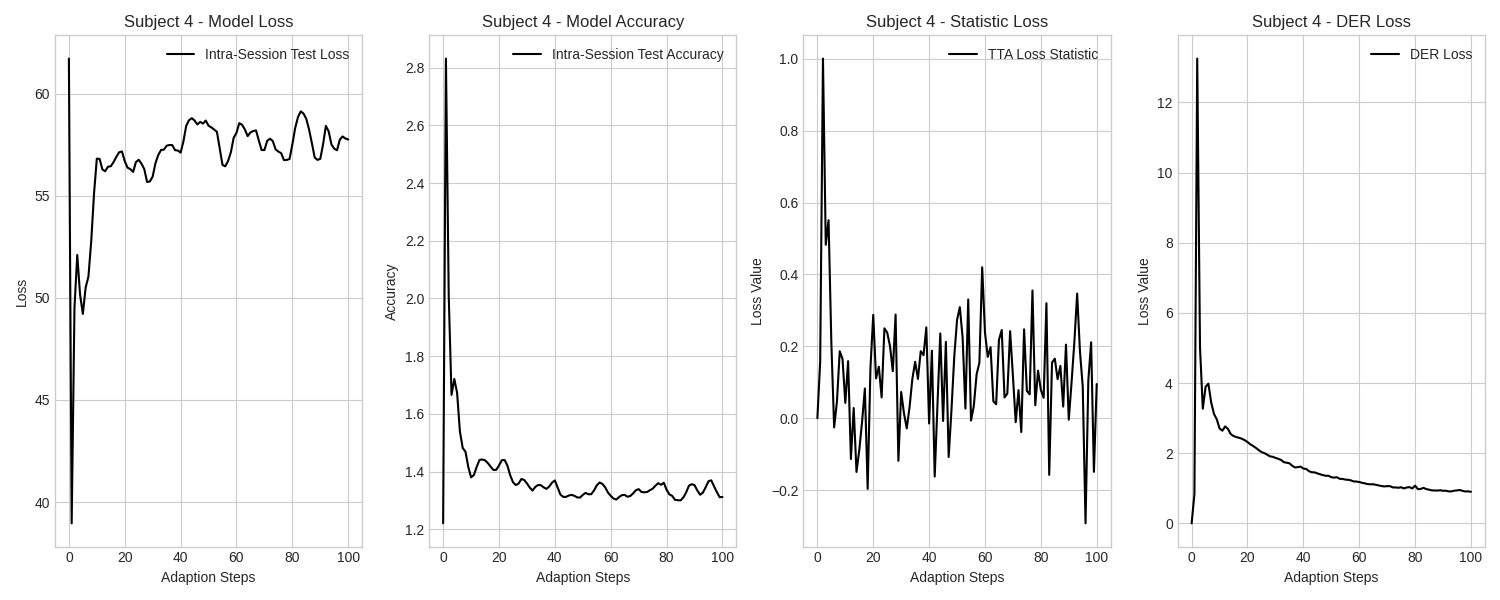 Subject 4 - Model Loss
Intra-Session Test Loss
60
55
50
45
40
Loss
0 20 40 60 80 100
Adaption Steps
Subject 4 - Model Accuracy
Intra-Session Test Accuracy
2.8
2.6
2.4
2.2
2.0
1.8
1.6
1.4
1.2
Accuracy
0 20 40 60 80 100
Adaption Steps
Subject 4 - Statistic Loss
TTA Loss Statistic
1.0
0.8
0.6
0.4
0.2
0.0
−0.2
Loss Value
0 20 40 60 80 100
Adaption Steps
Subject 4 - DER Loss
DER Loss
12
10
8
6
4
2
0
Loss Value
0 20 40 60 80 100
Adaption Steps